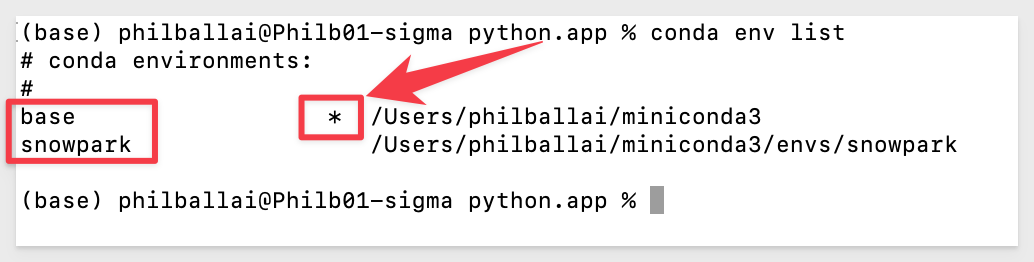 (base) philballai@Philb01-sigma python.app % conda env list
# conda environments:
#
base                  *  /Users/philballai/miniconda3
snowpark                 /Users/philballai/miniconda3/envs/snowpark
(base) philballai@Philb01-sigma python.app %